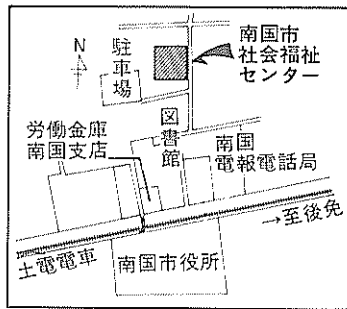 N
駐車場
南国市
社会福祉
センター
労働金庫
南国支店
図書館
南国
電報電話局
→至後免
土電電車
南国市役所